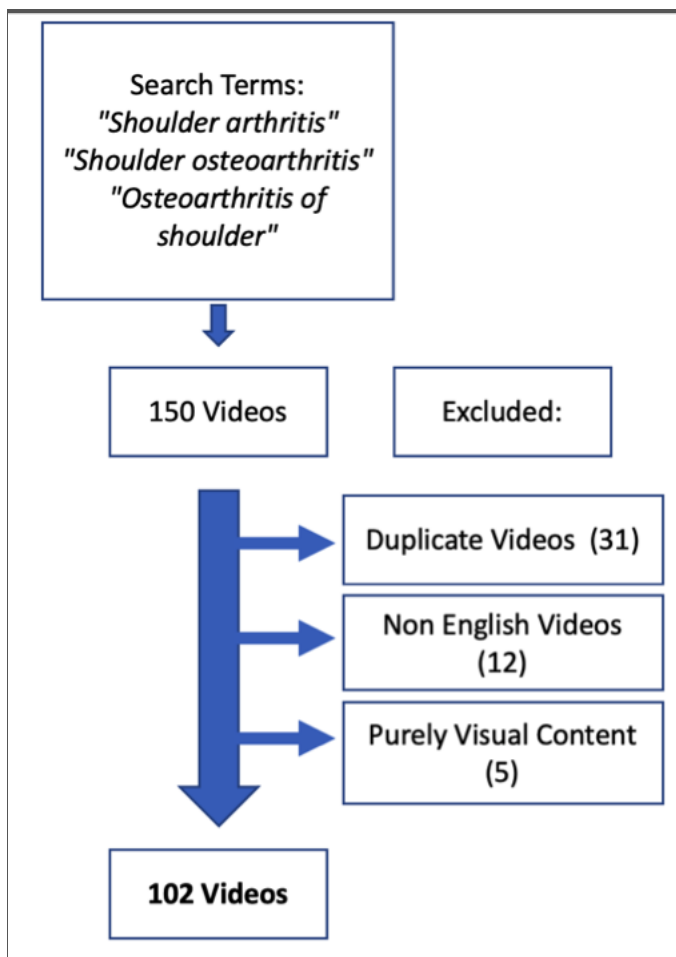 Search Terms:
"Shoulder arthritis"
"Shoulder osteoarthritis"
"Osteoarthritis of
shoulder"
150 Videos
Excluded:
Duplicate Videos (31)
Non English Videos
(12)
Purely Visual Content
(5)
102 Videos